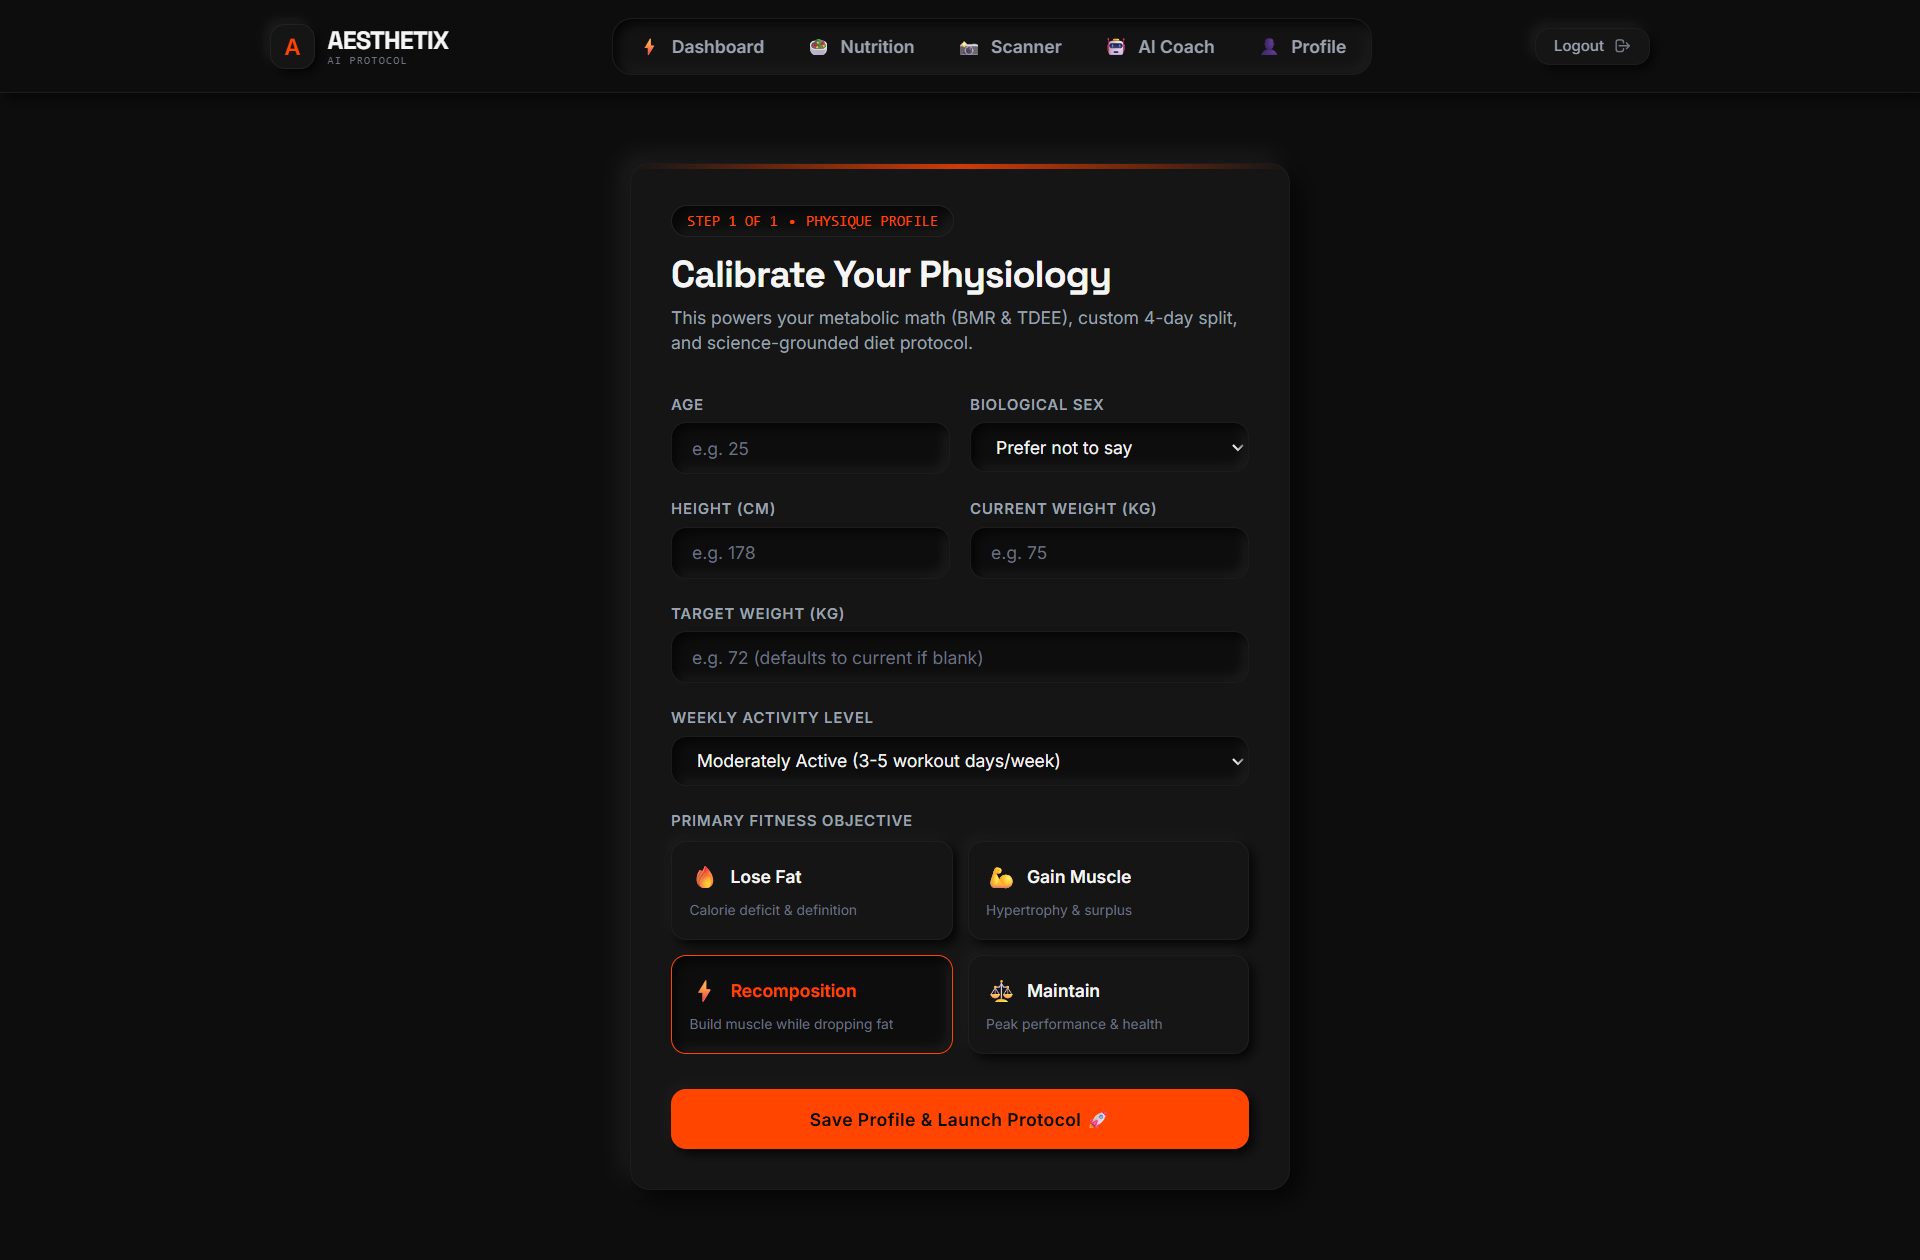 A
AESTHETIX
AI PROTOCOL
Dashboard
Nutrition
Scanner
AI Coach
Profile
Logout
STEP 1 OF 1 • PHYSIQUE PROFILE
Calibrate Your Physiology
This powers your metabolic math (BMR & TDEE), custom 4-day split,
and science-grounded diet protocol.
AGE
BIOLOGICAL SEX
e.g. 25
Prefer not to say
HEIGHT (CM)
CURRENT WEIGHT (KG)
e.g. 178
e.g. 75
TARGET WEIGHT (KG)
e.g. 72 (defaults to current if blank)
WEEKLY ACTIVITY LEVEL
Moderately Active (3-5 workout days/week)
PRIMARY FITNESS OBJECTIVE
Lose Fat
Calorie deficit & definition
Gain Muscle
Hypertrophy & surplus
Recomposition
Build muscle while dropping fat
Maintain
Peak performance & health
Save Profile & Launch Protocol 🚀